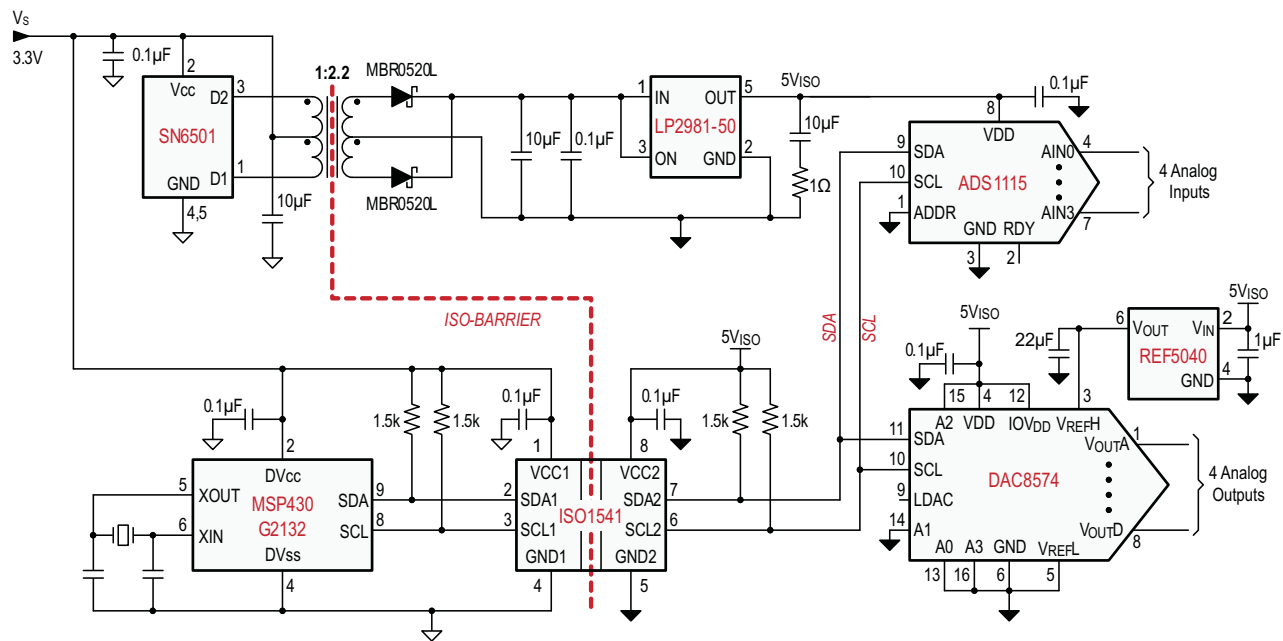 VS
3.3V
0.1µF
2
Vcc
3
D2
SN6501
1
D1
GND
4,5
10µF
1:2.2
MBR0520L
MBR0520L
10µF
0.1µF
1
IN
OUT
5
LP2981-50
3
ON
GND
2
5VISO
10µF
1Ω
0.1µF
8
VDD
9
SDA
AIN0
4
10
SCL
ADS1115
1
ADDR
AIN3
7
GND
RDY
3
2
4 Analog
Inputs
ISO-BARRIER
SDA
SCL
5VISO
0.1µF
22µF
6
VOUT
VIN
2
5VISO
REF5040
1µF
GND
4
0.1µF
2
DVcc
5
XOUT
MSP430
G2132
SDA
9
6
XIN
SCL
8
DVss
4
1.5k
1.5k
0.1µF
1
VCC1
2
SDA1
3
SCL1
GND1
4
ISO1541
5VISO
0.1µF
8
VCC2
SDA2
7
SCL2
6
GND2
5
1.5k
1.5k
15
4
12
3
A2
VDD
IOVDD
VREFH
11
SDA
VOUTA
1
10
SCL
DAC8574
9
LDAC
14
A1
VOUTD
8
A0
A3
GND
VREFL
13
16
6
5
4 Analog
Outputs